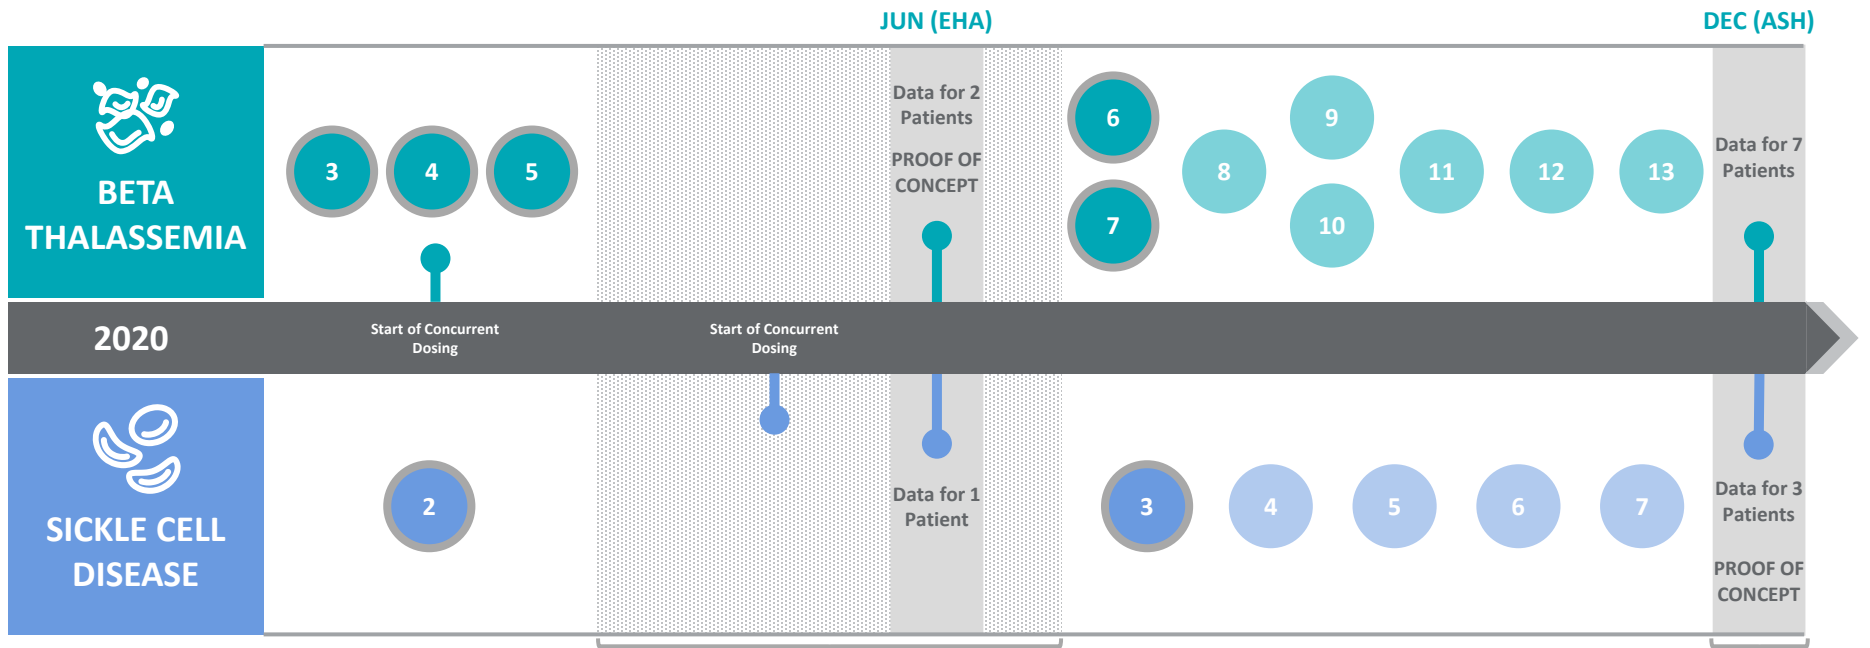 JUN (EHA)
DEC (ASH)
BETA
THALASSEMIA
3
4
5
Data for 2
Patients
PROOF OF
CONCEPT
6
7
8
9
10
11
12
13
Data for 7
Patients
2020
Start of Concurrent
Dosing
Start of Concurrent
Dosing
SICKLE CELL
DISEASE
2
Data for 1
Patient
3
4
5
6
7
Data for 3
Patients
PROOF OF
CONCEPT